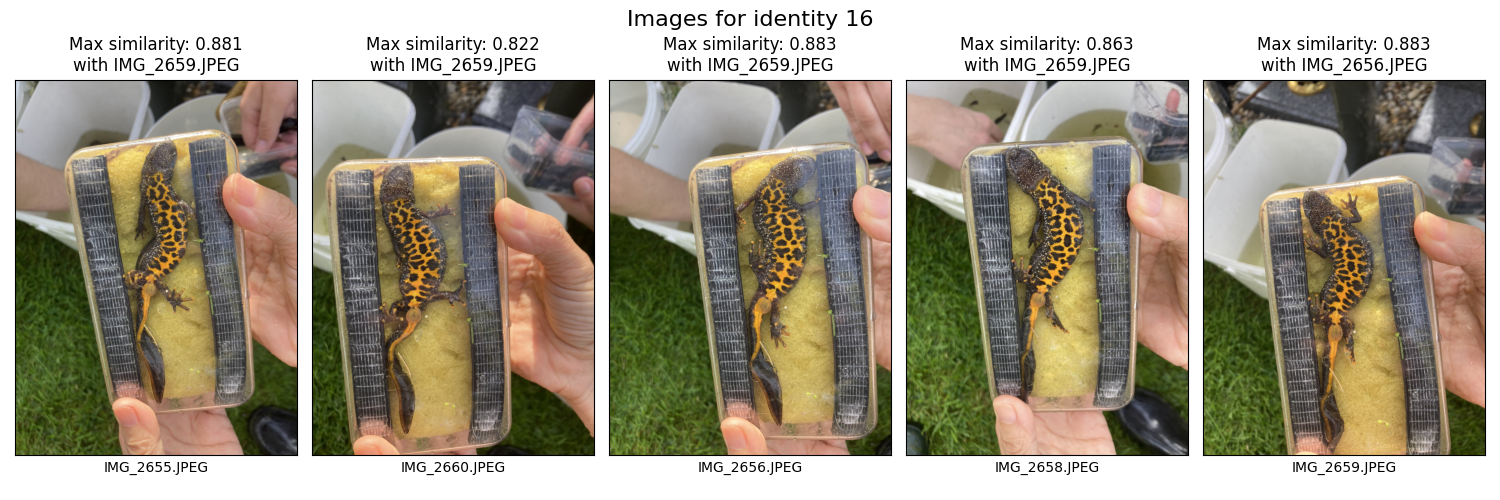 Images for identity 16
Max similarity: 0.881
with IMG_2659.JPEG
Max similarity: 0.822
with IMG_2659.JPEG
Max similarity: 0.883
with IMG_2659.JPEG
Max similarity: 0.863
with IMG_2659.JPEG
Max similarity: 0.883
with IMG_2656.JPEG
IMG_2655.JPEG
IMG_2660.JPEG
IMG_2656.JPEG
IMG_2658.JPEG
IMG_2659.JPEG